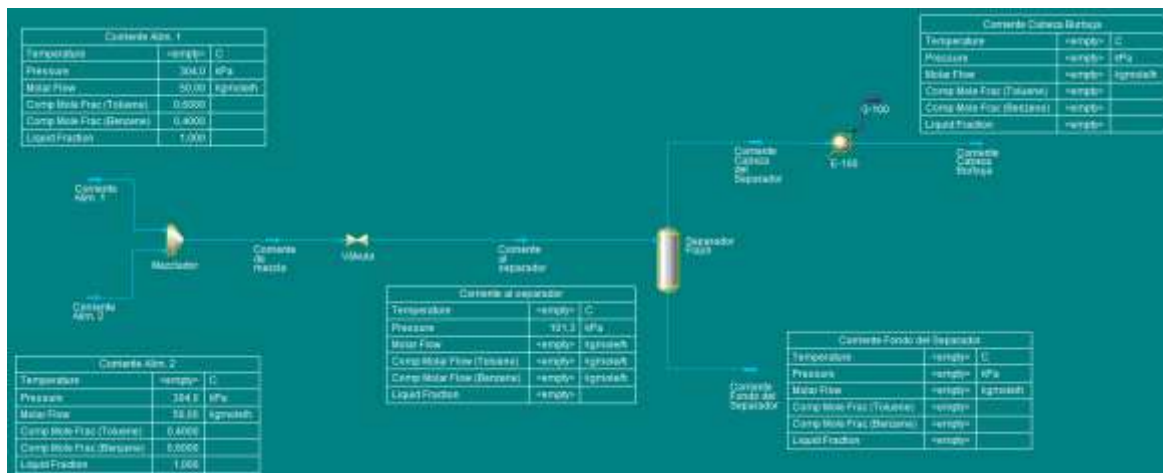 Corriente Alim. 1
Temperature <empty> C
Pressure 304,0 kPa
Molar Flow 50,00 kgmole/h
Comp Mole Frac (Toluene) 0,6000
Comp Mole Frac (Benzene) 0,4000
Liquid Fraction 1,000
Corriente Cabeza Burbuja
Temperature <empty> C
Pressure <empty> kPa
Molar Flow <empty> kgmole/h
Comp Mole Frac (Toluene) <empty>
Comp Mole Frac (Benzene) <empty>
Liquid Fraction <empty>
Q-100
E-100
Corriente
Cabeza
del
Separador
Corriente
Cabeza
Burbuja
Corriente
Alim. 1
Mezclador
Corriente
de
mezcla
Válvula
Corriente
al
separador
Separador
Flash
Corriente
Alim. 2
Corriente al separador
Temperature <empty> C
Pressure 101,3 kPa
Molar Flow <empty> kgmole/h
Comp Molar Flow (Toluene) <empty> kgmole/h
Comp Molar Flow (Benzene) <empty> kgmole/h
Liquid Fraction <empty>
Corriente Fondo del Separador
Temperature <empty> C
Pressure <empty> kPa
Molar Flow <empty> kgmole/h
Comp Mole Frac (Toluene) <empty>
Comp Mole Frac (Benzene) <empty>
Liquid Fraction <empty>
Corriente
Fondo del
Separador
Corriente Alim. 2
Temperature <empty> C
Pressure 304,0 kPa
Molar Flow 50,00 kgmole/h
Comp Mole Frac (Toluene) 0,4000
Comp Mole Frac (Benzene) 0,6000
Liquid Fraction 1,000